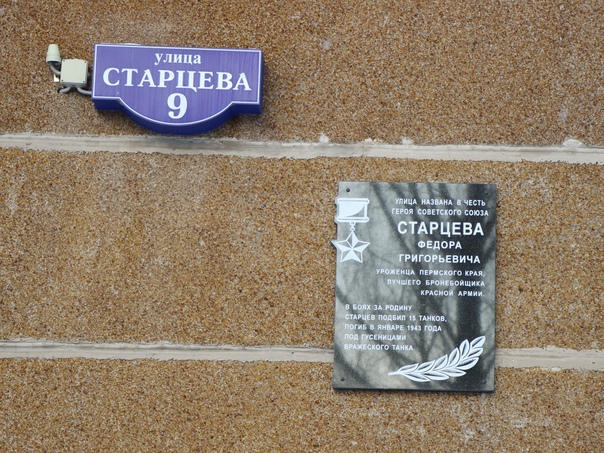 улица
СТАРЦЕВА
9
УЛИЦА НАЗВАНА В ЧЕСТЬ
ГЕРОЯ СОВЕТСКОГО СОЮЗА
СТАРЦЕВА
ФЕДОРА
ГРИГОРЬЕВИЧА
УРОЖЕНЦА ПЕРМСКОГО КРАЯ,
ЛУЧШЕГО БРОНЕБОЙЩИКА
КРАСНОЙ АРМИИ
В БОЯХ ЗА РОДИНУ
СТАРЦЕВ ПОДБИЛ 15 ТАНКОВ,
ПОГИБ В ЯНВАРЕ 1943 ГОДА
ПОД ГУСЕНИЦАМИ
ВРАЖЕСКОГО ТАНКА